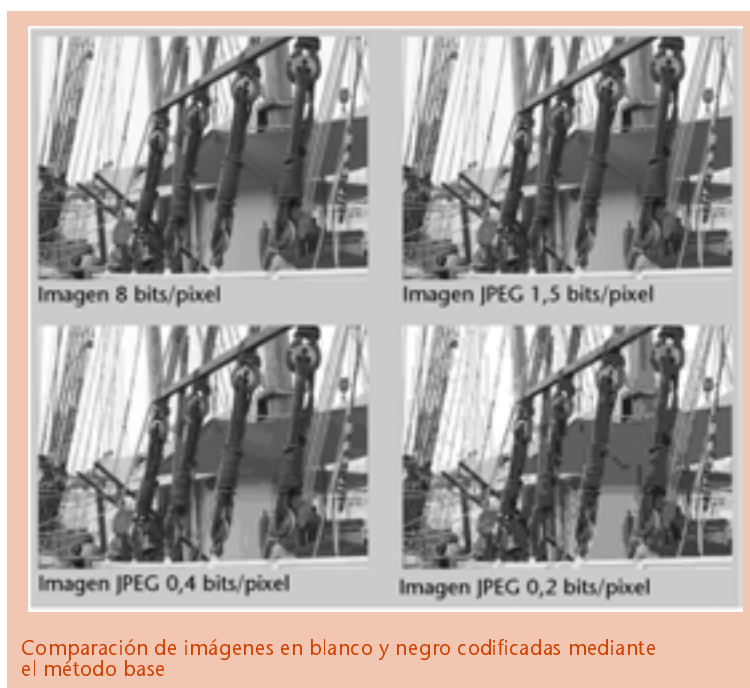 Imagen 8 bits/pixel
Imagen JPEG 1,5 bits/pixel
Imagen JPEG 0,4 bits/pixel
Imagen JPEG 0,2 bits/pixel
Comparación de imágenes en blanco y negro codificadas mediante
el método base